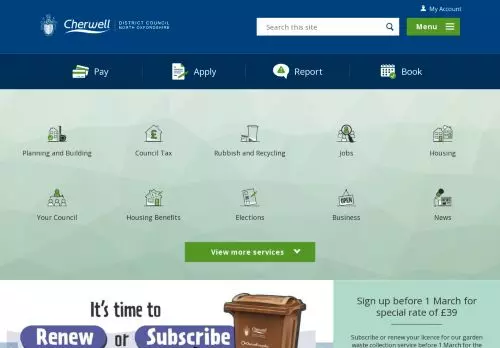 My Account
Cherwell
DISTRICT COUNCIL
NORTH OXFORDSHIRE
Search this site
Menu
Pay
Apply
Report
Book
Planning and Building
Council Tax
Rubbish and Recycling
Jobs
Housing
Your Council
Housing Benefits
Elections
OPEN
Business
News
View more services
It's time to
Renew or Subscribe
Cherwell
Sign up before 1 March for
special rate of £39
Subscribe or renew your licence for our garden
waste collection service before 1 March for the